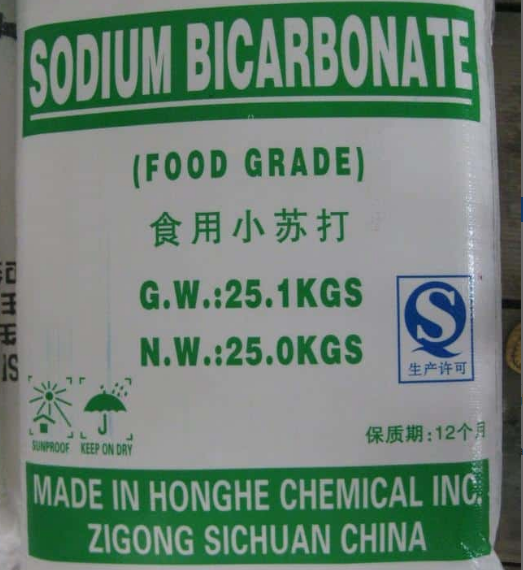 SODIUM BICARBONATE
(FOOD GRADE)
食用小苏打
G.W.:25.1KGS
N.W.:25.0KGS
S
生产许可
SUNPROOF
KEEP ON DRY
保质期:12个月
MADE IN HONGHE CHEMICAL INC.
ZIGONG SICHUAN CHINA